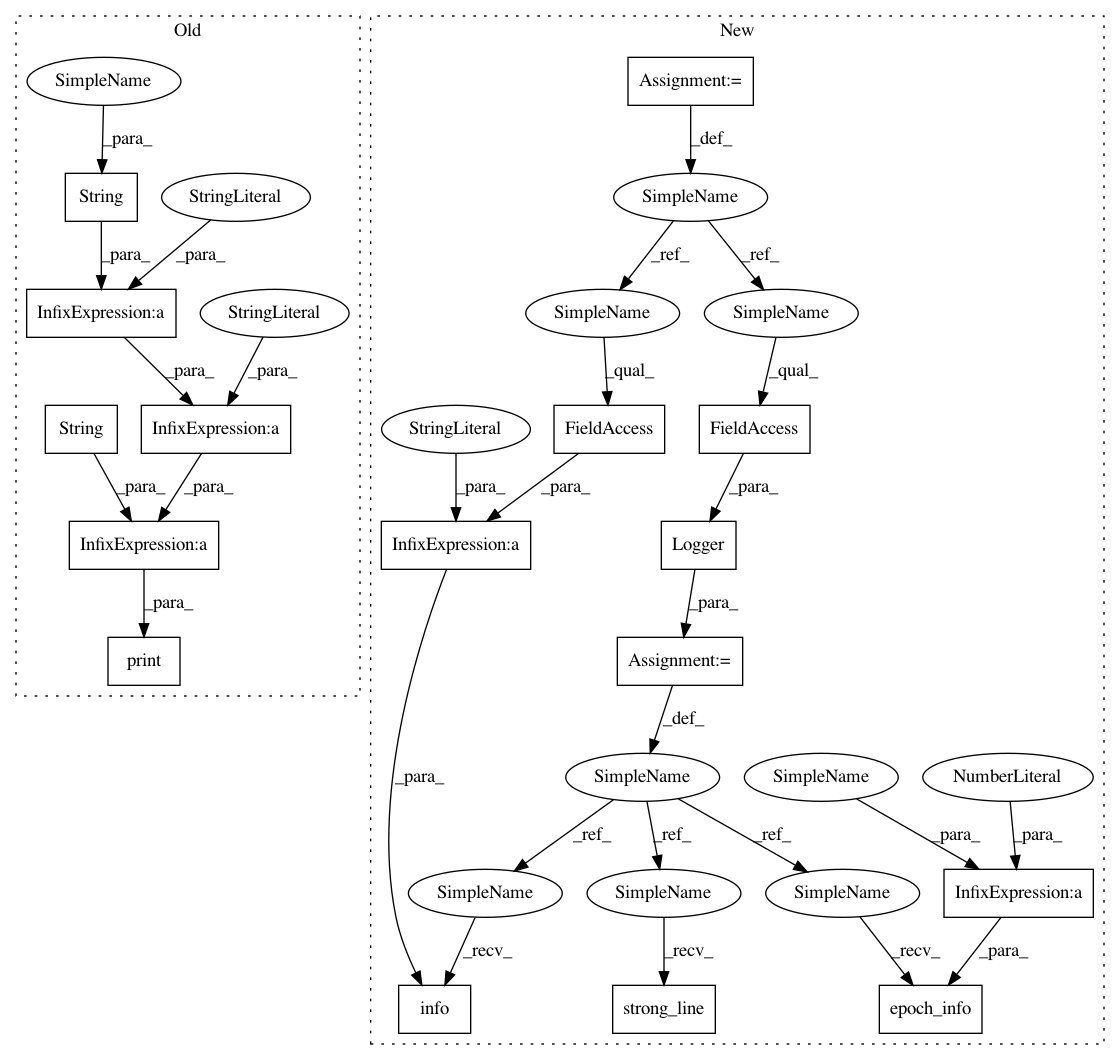 Old
New
SimpleName
Assignment:=
_para_
_def_
String
StringLiteral
SimpleName
_para_
_para_
_ref_
_ref_
InfixExpression:a
StringLiteral
SimpleName
SimpleName
_para_
_para_
_qual_
_qual_
String
InfixExpression:a
StringLiteral
FieldAccess
FieldAccess
_para_
_para_
_para_
_para_
_para_
InfixExpression:a
InfixExpression:a
Logger
_para_
_para_
print
Assignment:=
_def_
_para_
SimpleName
SimpleName
NumberLiteral
_ref_
_ref_
_ref_
_para_
_para_
SimpleName
SimpleName
SimpleName
InfixExpression:a
_recv_
_recv_
_recv_
_para_
info
strong_line
epoch_info